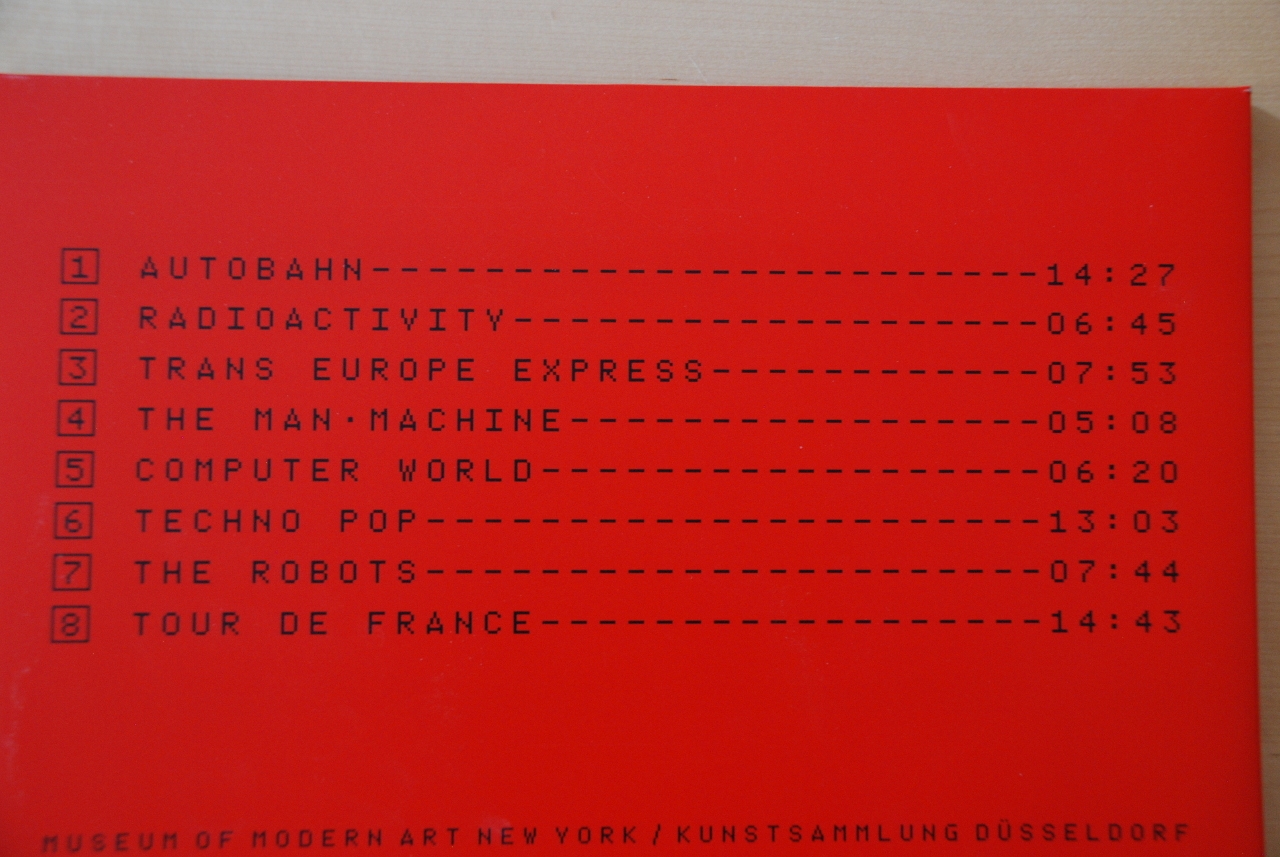 1 AUTOBAHN------------------------14:27
2 RADIOACTIVITY-------------------06:45
3 TRANS EUROPE EXPRESS------------07:53
4 THE MAN·MACHINE-----------------05:08
5 COMPUTER WORLD------------------06:20
6 TECHNO POP----------------------13:03
7 THE ROBOTS----------------------07:44
8 TOUR DE FRANCE------------------14:43
MUSEUM OF MODERN ART NEW YORK / KUNSTSAMMLUNG DÜSSELDORF